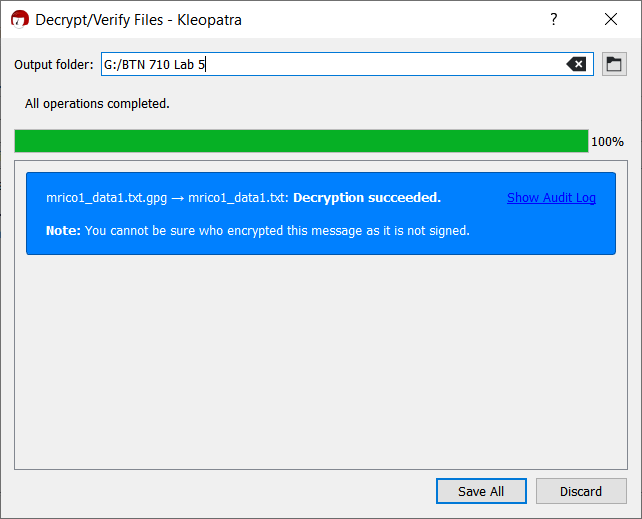 Decrypt/Verify Files - Kleopatra
Output folder: G:/BTN 710 Lab 5
All operations completed.
100%
mrico1_data1.txt.gpg → mrico1_data1.txt: Decryption succeeded. Show Audit Log
Note: You cannot be sure who encrypted this message as it is not signed.
Save All Discard